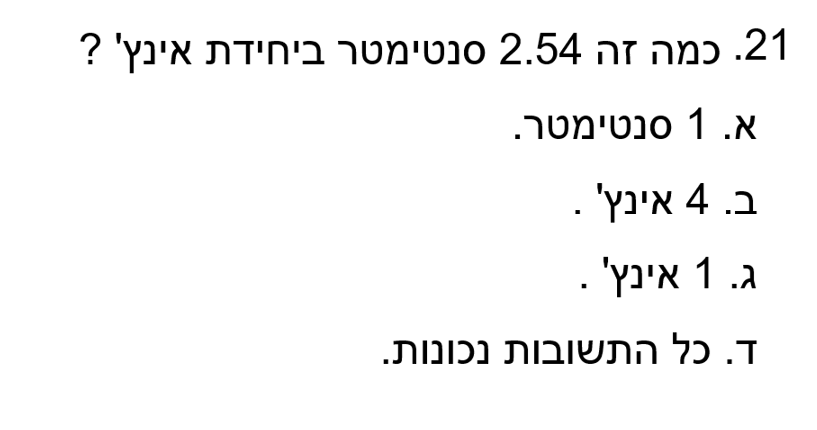 21. כמה זה 2.54 סנטימטר ביחידת אינץ' ?
א. 1 סנטימטר.
ב. 4 אינץ' .
ג. 1 אינץ' .
ד. כל התשובות נכונות.